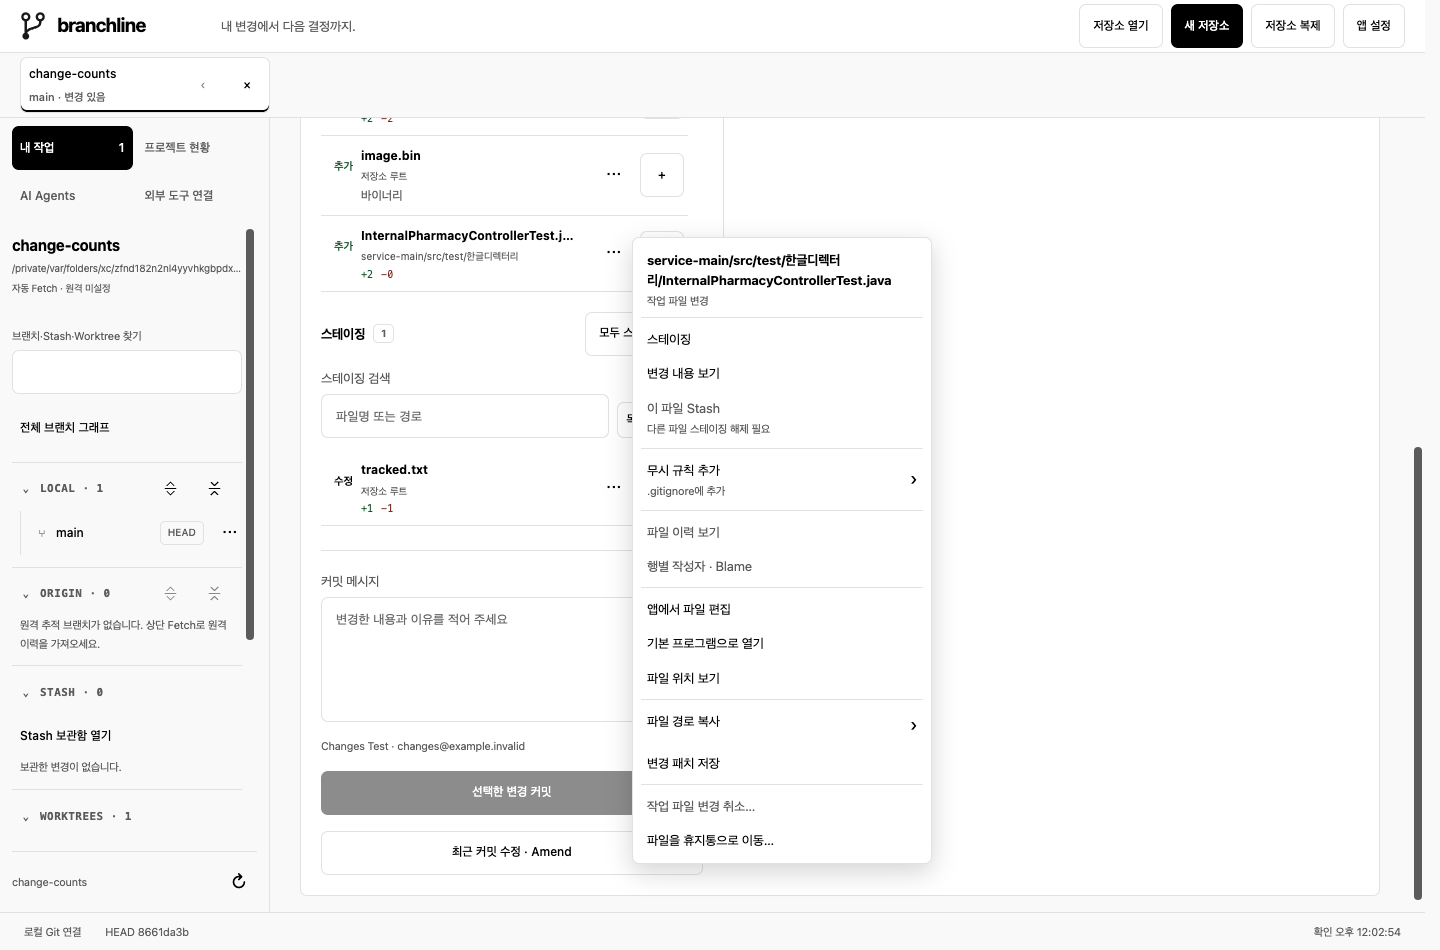 branchline
내 변경에서 다음 결정까지.
저장소 열기
새 저장소
저장소 복제
앱 설정
change-counts
main · 변경 있음
‹
×
내 작업 1
프로젝트 현황
AI Agents
외부 도구 연결
change-counts
/private/var/folders/xc/zfnd182n2nl4yyvhkgbpdx...
자동 Fetch · 원격 미설정
브랜치·Stash·Worktree 찾기
전체 브랜치 그래프
LOCAL · 1
main HEAD ...
ORIGIN · 0
원격 추적 브랜치가 없습니다. 상단 Fetch로 원격
이력을 가져오세요.
STASH · 0
Stash 보관함 열기
보관한 변경이 없습니다.
WORKTREES · 1
change-counts
+2 −2
추가 image.bin ... +
저장소 루트
바이너리
추가 InternalPharmacyControllerTest.j... ...
service-main/src/test/한글디렉터리
+2 −0
스테이징 1
모두 스
스테이징 검색
파일명 또는 경로
수정 tracked.txt ...
저장소 루트
+1 −1
커밋 메시지
변경한 내용과 이유를 적어 주세요
Changes Test · changes@example.invalid
선택한 변경 커밋
최근 커밋 수정 · Amend
service-main/src/test/한글디렉터
리/InternalPharmacyControllerTest.java
작업 파일 변경
스테이징
변경 내용 보기
이 파일 Stash
다른 파일 스테이징 해제 필요
무시 규칙 추가 ›
.gitignore에 추가
파일 이력 보기
행별 작성자 · Blame
앱에서 파일 편집
기본 프로그램으로 열기
파일 위치 보기
파일 경로 복사 ›
변경 패치 저장
작업 파일 변경 취소...
파일을 휴지통으로 이동...
로컬 Git 연결
HEAD 8661da3b
확인 오후 12:02:54